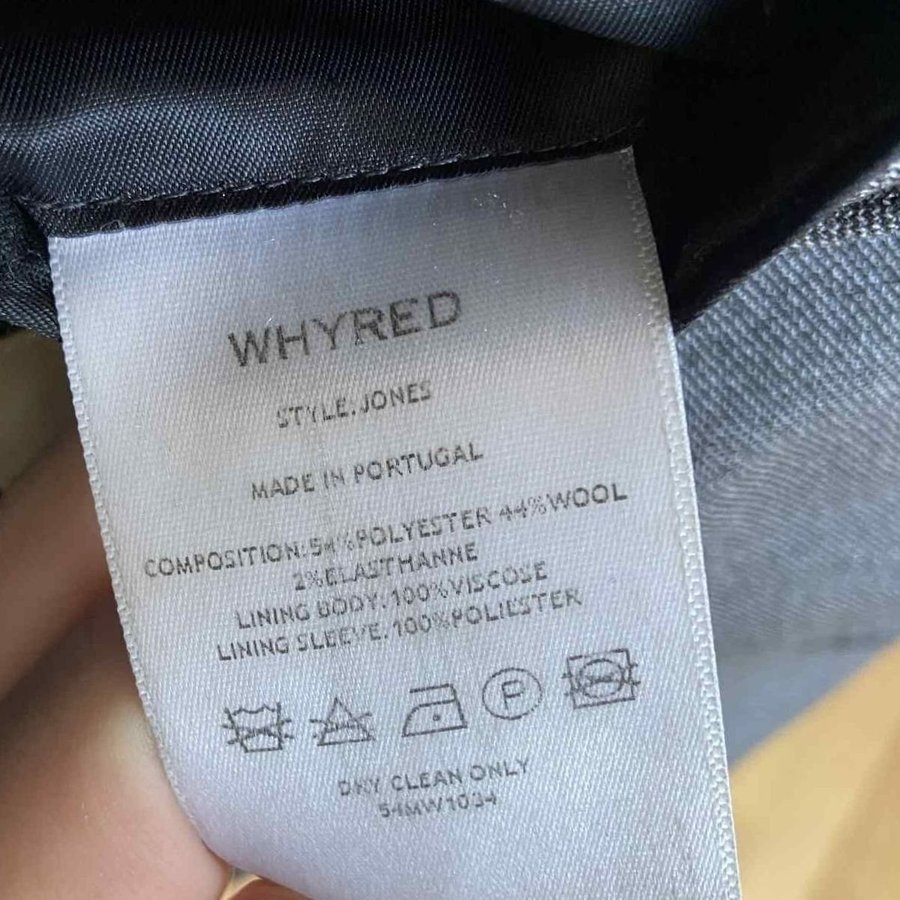 WHYRED
STYLE: JONES
MADE IN PORTUGAL
COMPOSITION: 54%POLYESTER 44%WOOL
2%ELASTHANNE
LINING BODY: 100%VISCOSE
LINING SLEEVE: 100%POLIESTER
P
DRY CLEAN ONLY
54MW1034